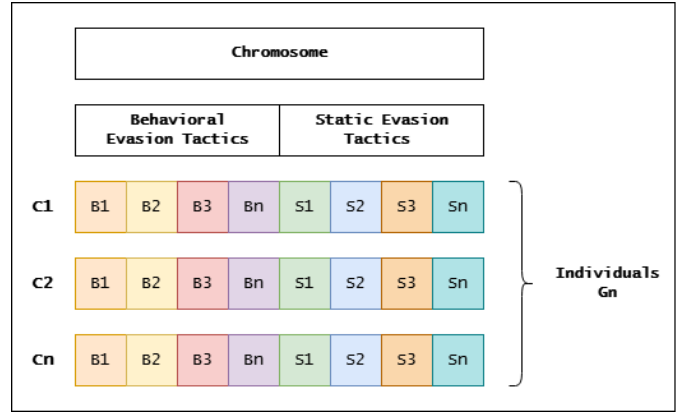 Chromosome
Behavioral
Evasion Tactics
Static Evasion
Tactics
C1 B1 B2 B3 Bn S1 S2 S3 Sn
C2 B1 B2 B3 Bn S1 S2 S3 Sn
Cn B1 B2 B3 Bn S1 S2 S3 Sn
Individuals
Gn